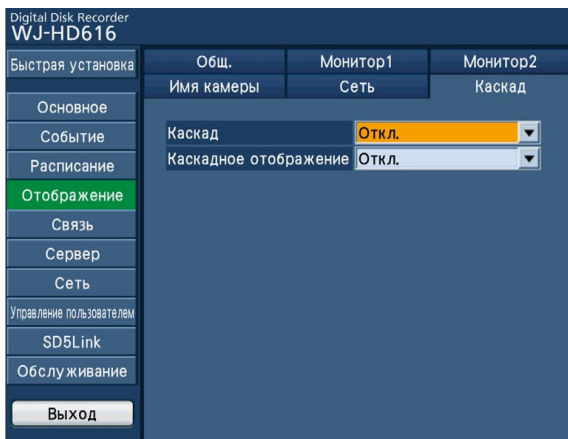 Digital Disk Recorder
WJ-HD616
Быстрая установка
Основное
Событие
Расписание
Отображение
Связь
Сервер
Сеть
Управление пользователем
SD5Link
Обслуживание
Выход
Общ. Монитор1 Монитор2
Имя камеры Сеть Каскад
Каскад Откл.
Каскадное отображение Откл.